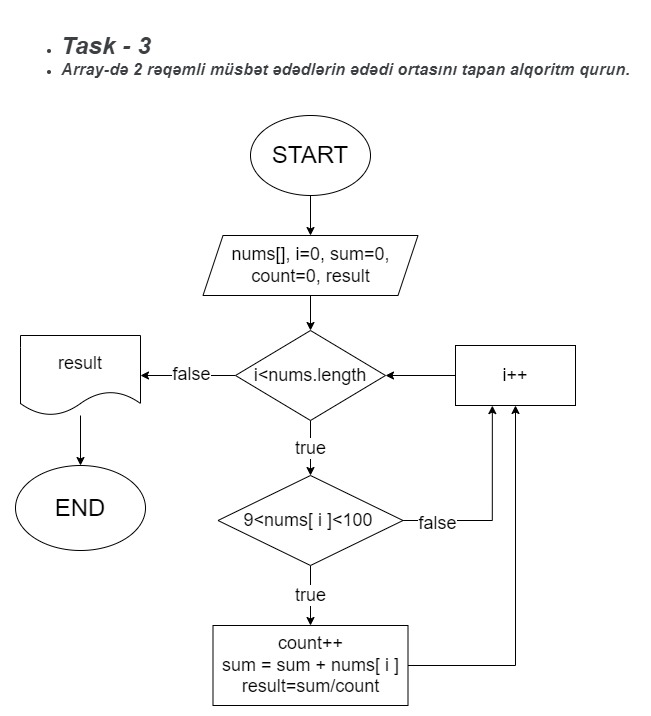 Task - 3
Array-də 2 rəqəmli müsbət ədədlərin ədədi ortasını tapan alqoritm qurun.
START
nums[], i=0, sum=0,
count=0, result
result
false
i<nums.length
i++
true
9<nums[ i ]<100
false
END
true
count++
sum = sum + nums[ i ]
result=sum/count